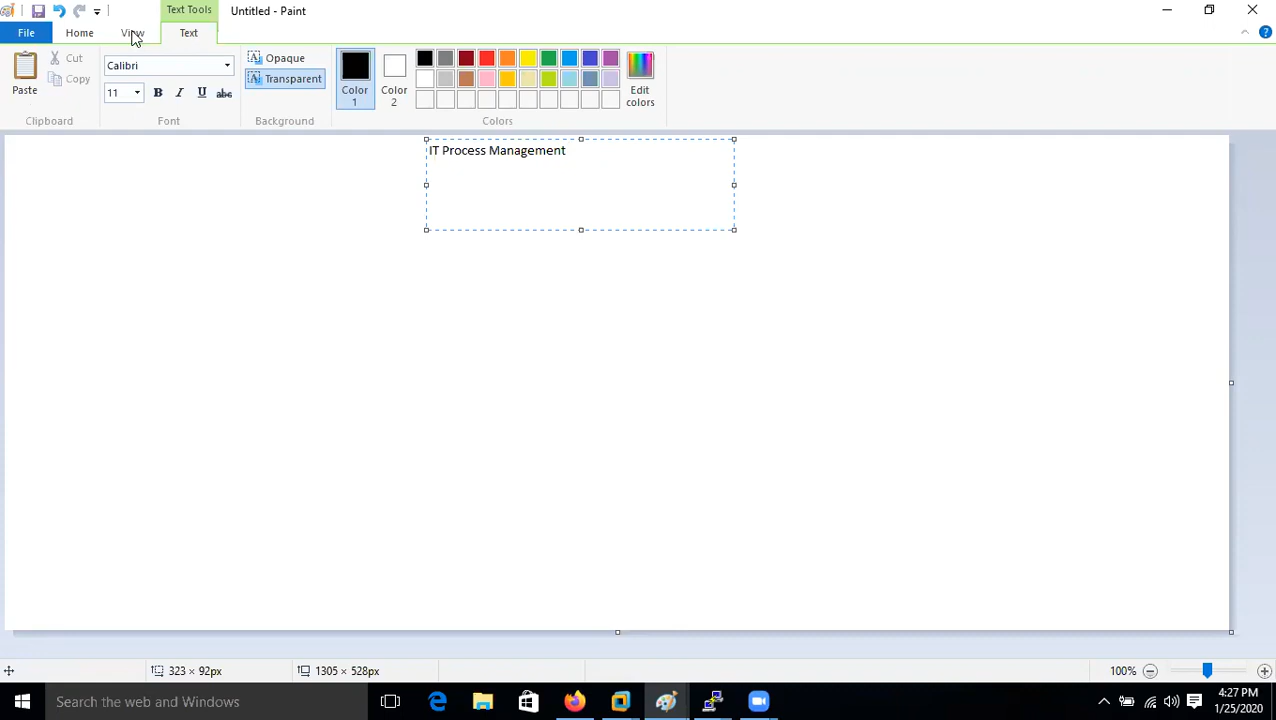 Text Tools
Untitled - Paint
File
Home
View
Text
Paste
Cut
Copy
Clipboard
Calibri
11
B I U abc
Font
Opaque
Transparent
Background
Color 1
Color 2
Edit colors
Colors
IT Process Management
323 × 92px
1305 × 528px
100%
Search the web and Windows
4:27 PM
1/25/2020